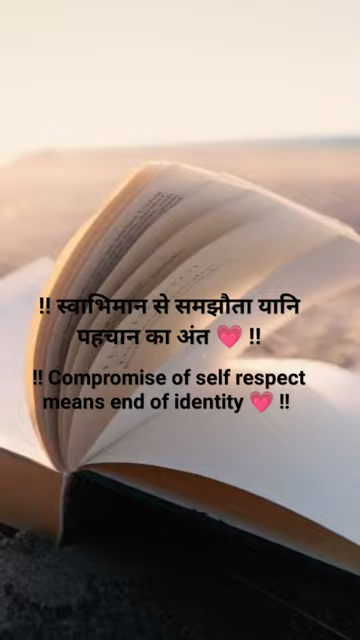 !! स्वाभिमान से समझौता यानि
पहचान का अंत 💗 !!
!! Compromise of self respect
means end of identity 💗 !!